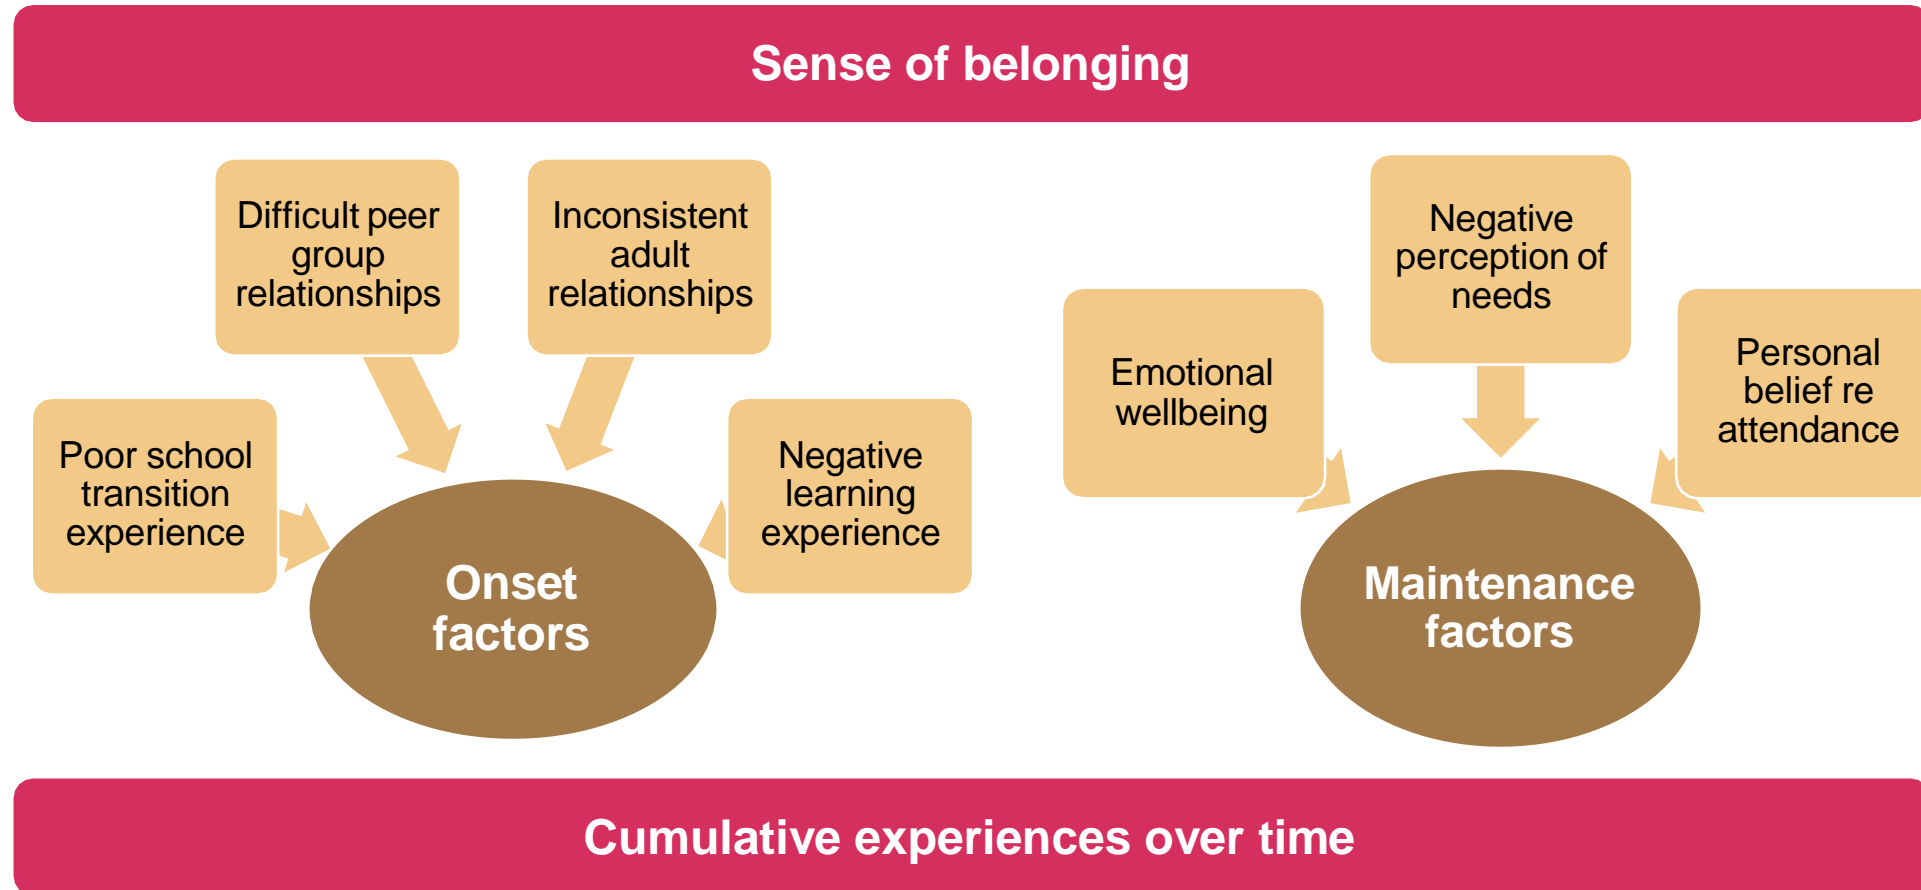 Sense of belonging
Difficult peer
group
relationships
Inconsistent
adult
relationships
Poor school
transition
experience
Negative
learning
experience
Onset
factors
Negative
perception of
needs
Emotional
wellbeing
Personal
belief re
attendance
Maintenance
factors
Cumulative experiences over time